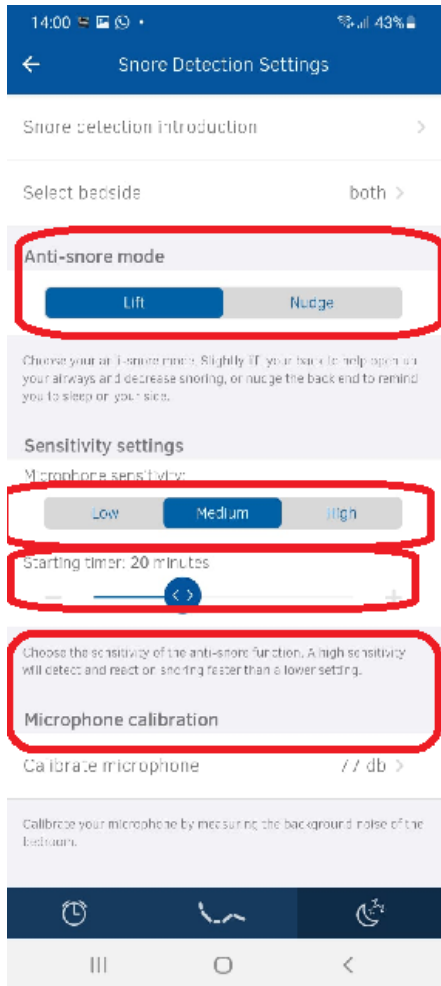 14:00 43%
Snore Detection Settings
Snore detection introduction
Select bedside both
Anti-snore mode
Lift Nudge
Choose your anti-snore mode. Slightly lift your back to help open up
your airways and decrease snoring, or nudge the back end to remind
you to sleep on your side.
Sensitivity settings
Microphone sensitivity:
Low Medium High
Starting timer: 20 minutes
Choose the sensitivity of the anti-snore function. A high sensitivity
will detect and react on snoring faster than a lower setting.
Microphone calibration
Calibrate microphone 77 db
Calibrate your microphone by measuring the background noise of the
bedroom.